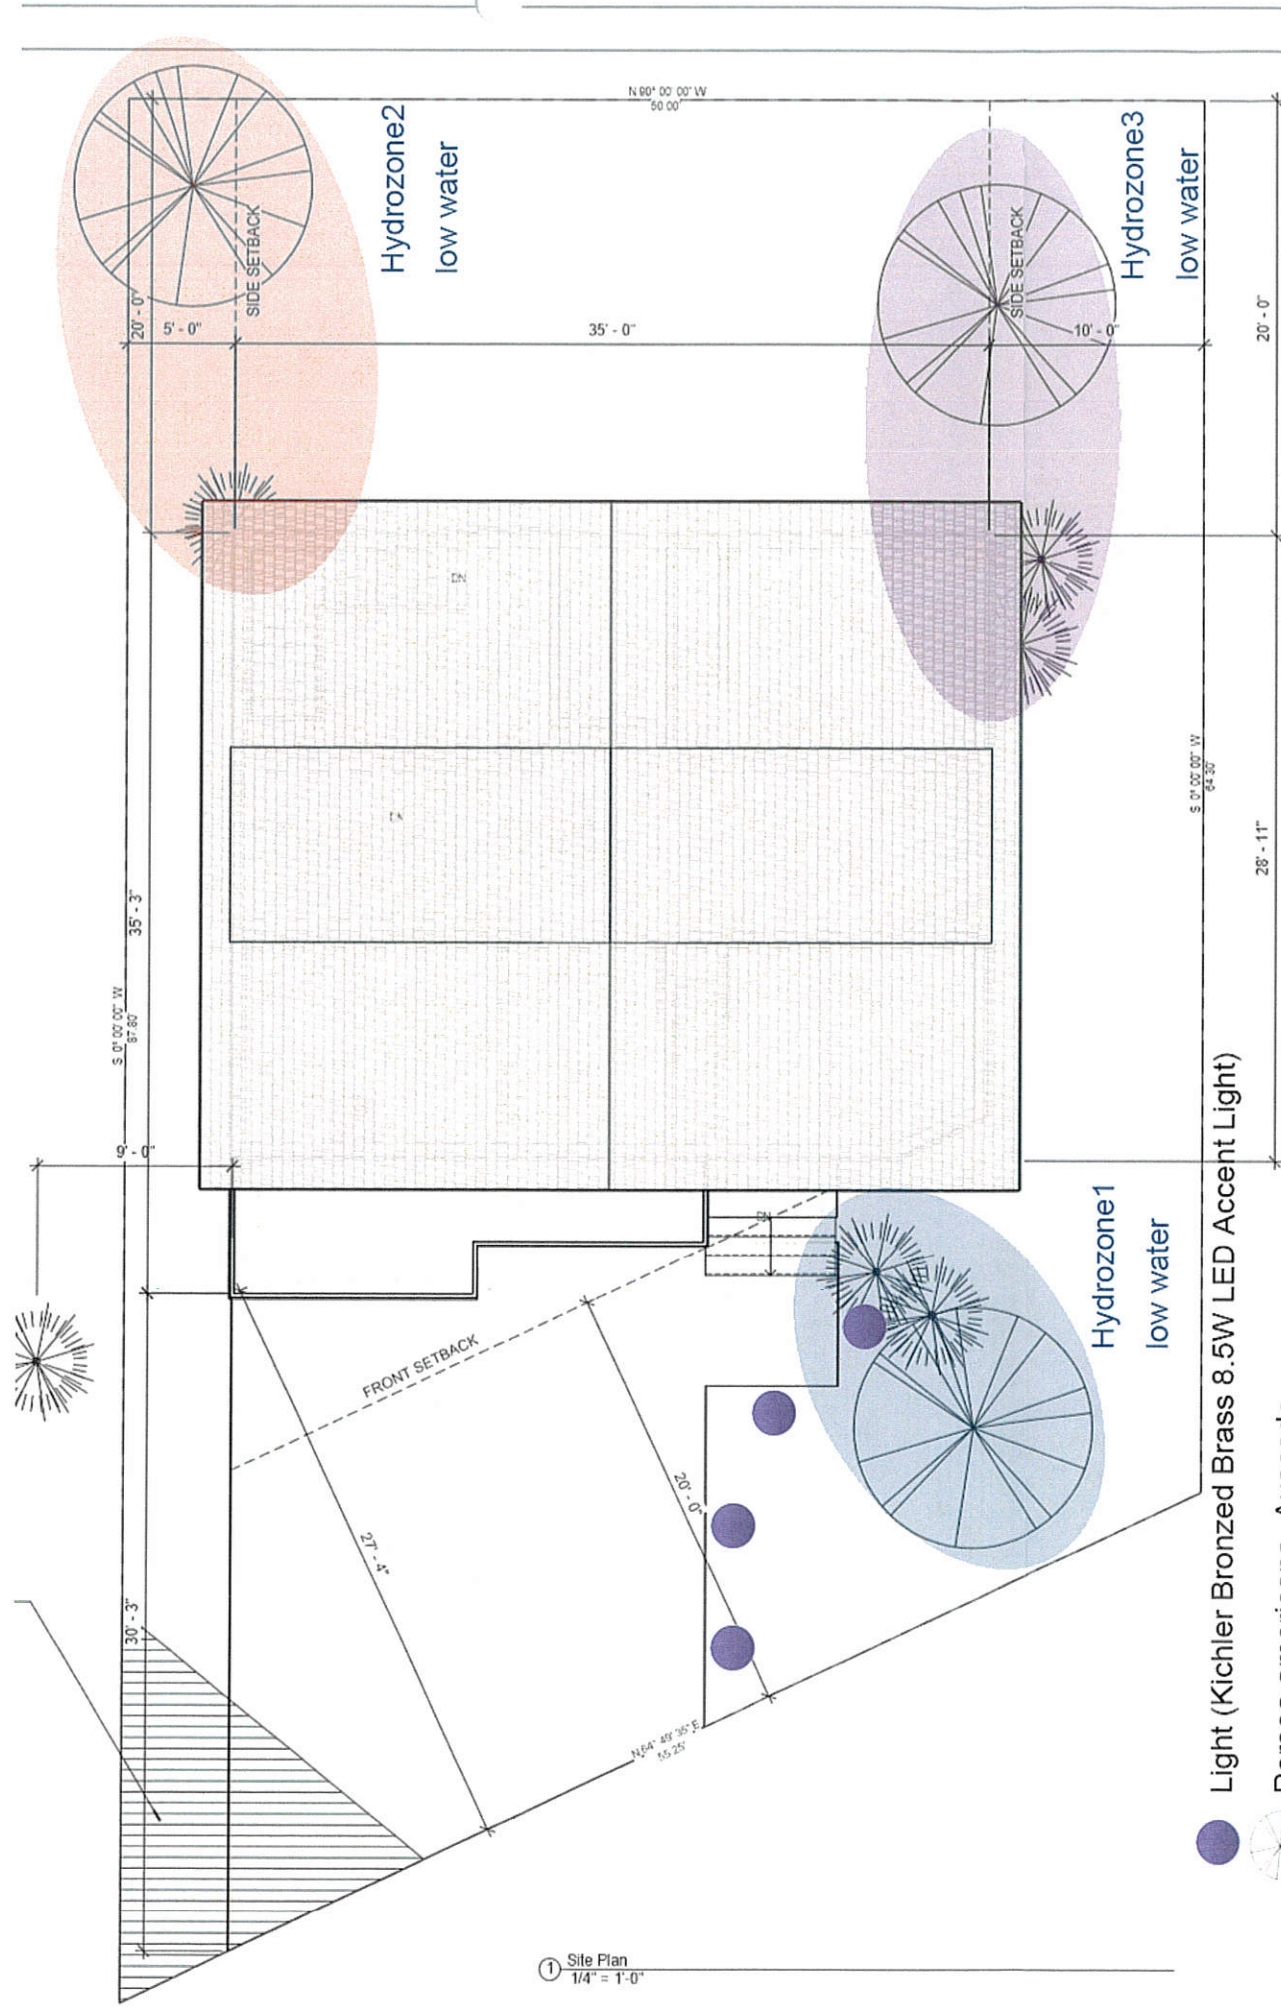 N 90° 00' 00" W
50.00'
Hydrozone2
low water
SIDE SETBACK
20' - 0"
5' - 0"
35' - 0"
Hydrozone3
low water
SIDE SETBACK
10' - 0"
20' - 0"
DN
S 0° 00' 00" W
64.30'
28' - 11"
35' - 3"
S 0° 00' 00" W
87.80'
9' - 0"
Hydrozone1
low water
FRONT SETBACK
20' - 0"
27' - 4"
30' - 3"
N 64° 49' 35" E
55.25'
Light (Kichler Bronzed Brass 8.5W LED Accent Light)
1 Site Plan
1/4" = 1'-0"